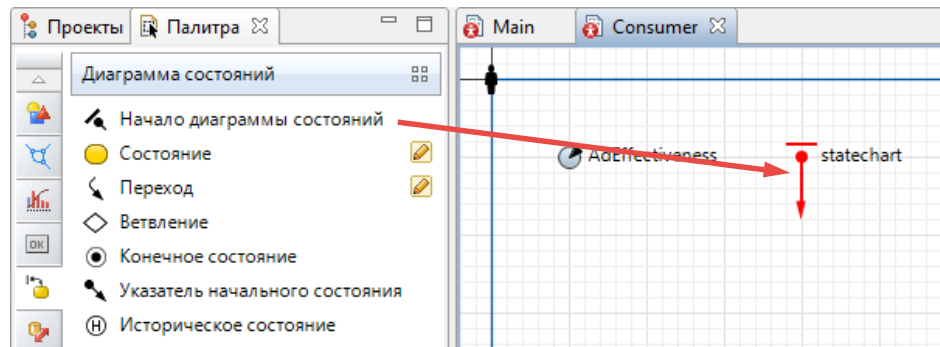 Проекты
Палитра
Main
Consumer
Диаграмма состояний
Начало диаграммы состояний
Состояние
Переход
Ветвление
Конечное состояние
Указатель начального состояния
H Историческое состояние
OK
AdEffectiveness
statechart